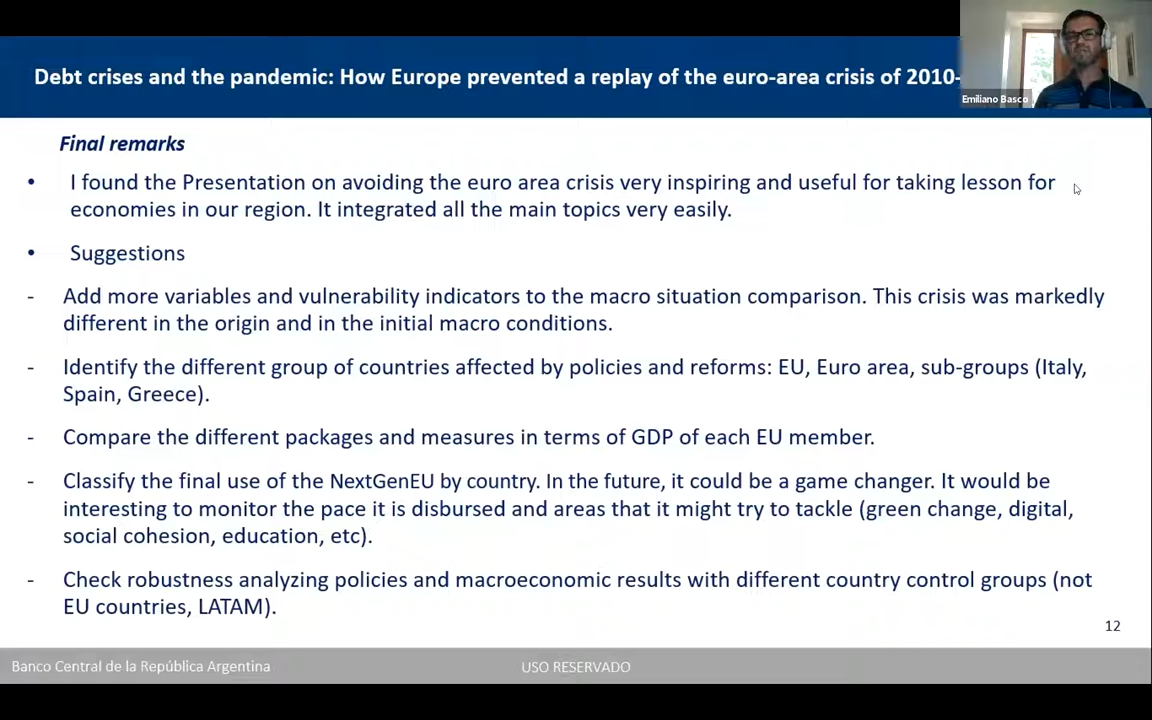 Debt crises and the pandemic: How Europe prevented a replay of the euro-area crisis of 2010-
Emiliano Basco
Final remarks
• I found the Presentation on avoiding the euro area crisis very inspiring and useful for taking lesson for
economies in our region. It integrated all the main topics very easily.
• Suggestions
- Add more variables and vulnerability indicators to the macro situation comparison. This crisis was markedly
different in the origin and in the initial macro conditions.
- Identify the different group of countries affected by policies and reforms: EU, Euro area, sub-groups (Italy,
Spain, Greece).
- Compare the different packages and measures in terms of GDP of each EU member.
- Classify the final use of the NextGenEU by country. In the future, it could be a game changer. It would be
interesting to monitor the pace it is disbursed and areas that it might try to tackle (green change, digital,
social cohesion, education, etc).
- Check robustness analyzing policies and macroeconomic results with different country control groups (not
EU countries, LATAM).
12
Banco Central de la República Argentina
USO RESERVADO